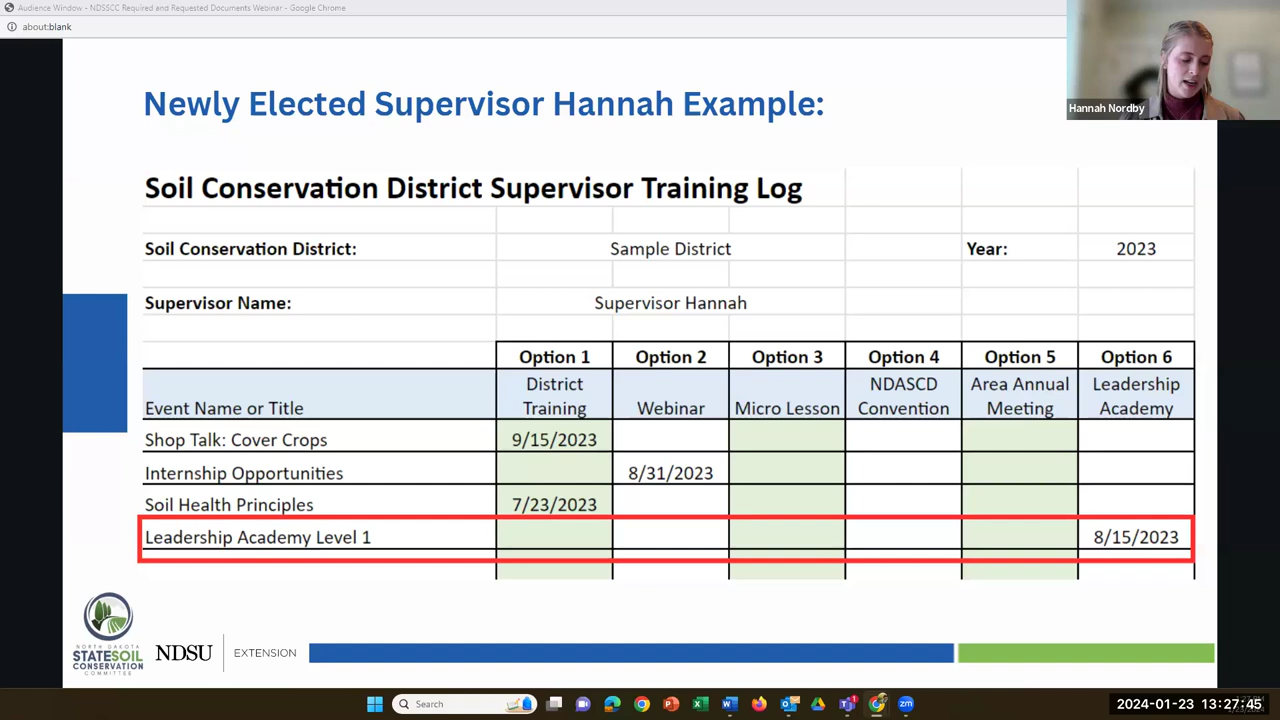 Audience Window - NDSSCC Required and Requested Documents Webinar - Google Chrome
about:blank
Hannah Nordby
Newly Elected Supervisor Hannah Example:
Soil Conservation District Supervisor Training Log
Soil Conservation District: Sample District Year: 2023
Supervisor Name: Supervisor Hannah
Option 1 Option 2 Option 3 Option 4 Option 5 Option 6
Event Name or Title District Training Webinar Micro Lesson NDASCD Convention Area Annual Meeting Leadership Academy
Shop Talk: Cover Crops 9/15/2023
Internship Opportunities 8/31/2023
Soil Health Principles 7/23/2023
Leadership Academy Level 1 8/15/2023
NORTH DAKOTA
STATE SOIL
CONSERVATION
COMMITTEE
NDSU EXTENSION
Search
2024-01-23 13:27:45